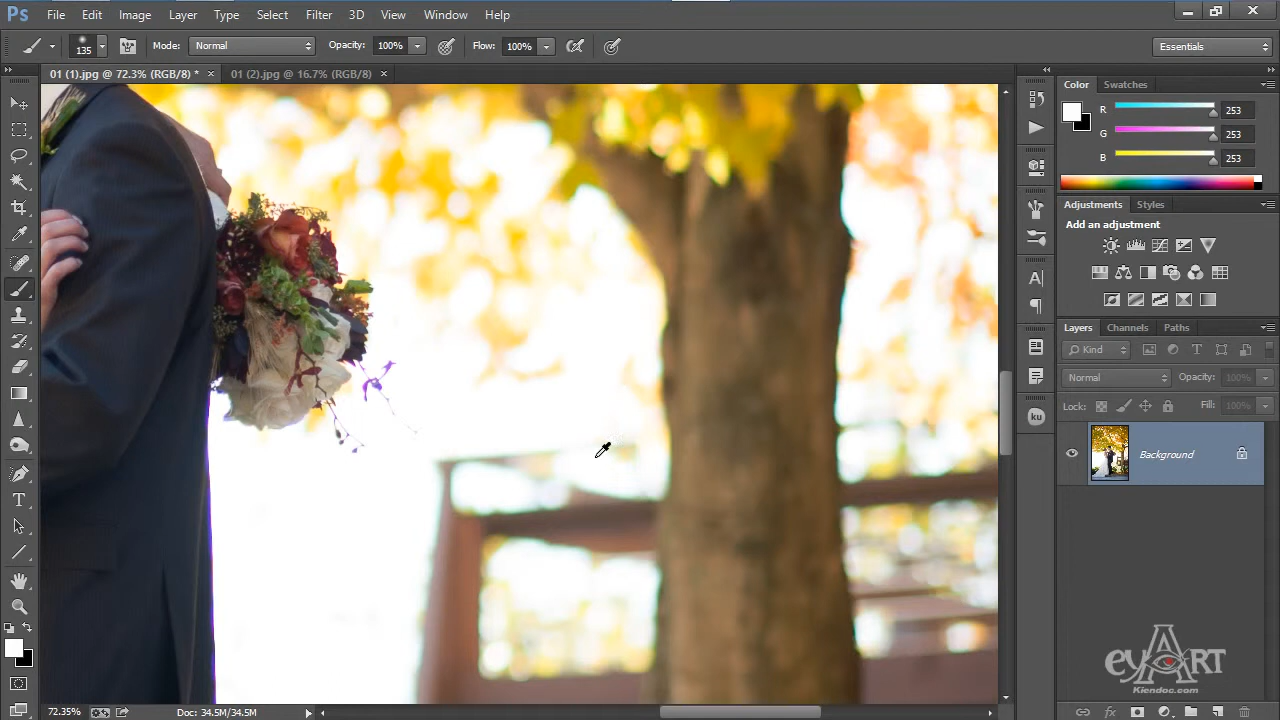 Ps File Edit Image Layer Type Select Filter 3D View Window Help
135 Mode: Normal Opacity: 100% Flow: 100% Essentials
01 (1).jpg @ 72.3% (RGB/8) * × 01 (2).jpg @ 16.7% (RGB/8) ×
Color Swatches
R 253
G 253
B 253
Adjustments Styles
Add an adjustment
Layers Channels Paths
Kind
Normal Opacity: 100%
Lock: Fill: 100%
Background
ku
eyART
Kiendoc.com
72.35% Doc: 34.5M/34.5M